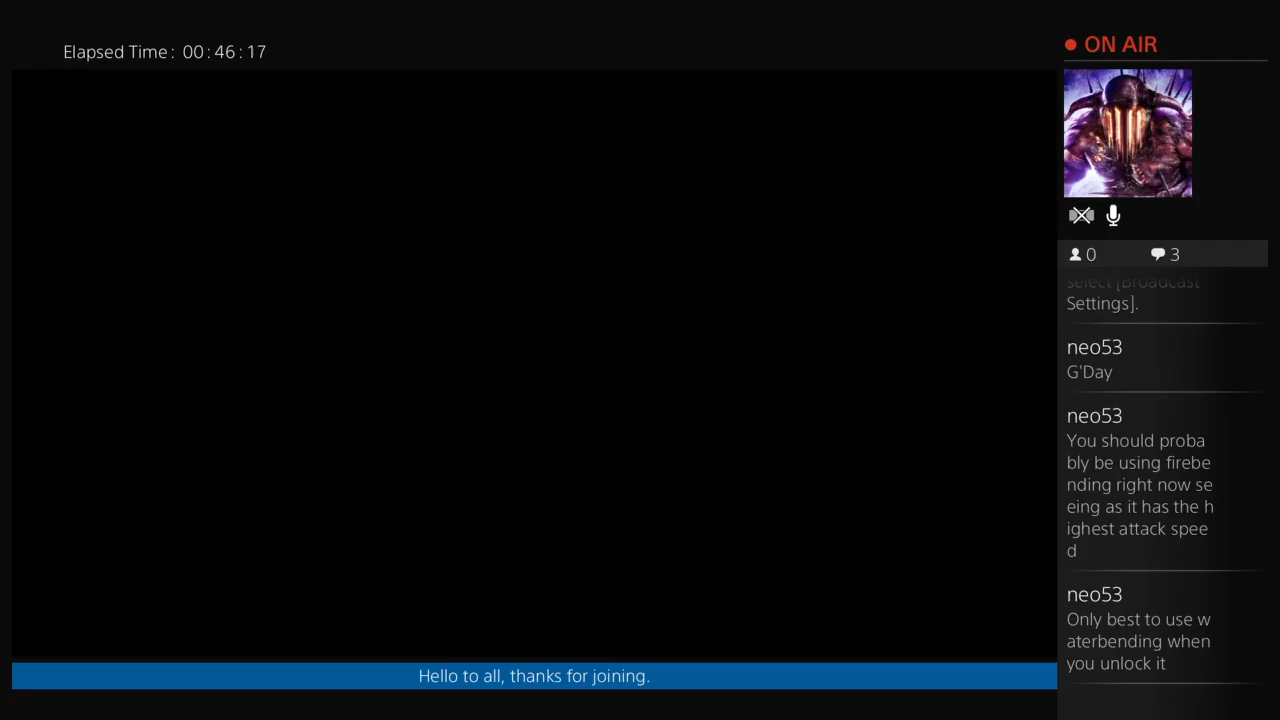 Elapsed Time: 00:46:17
ON AIR
0 3
select [Broadcast
Settings].
neo53
G'Day
neo53
You should proba
bly be using firebe
nding right now se
eing as it has the h
ighest attack spee
d
neo53
Only best to use w
aterbending when
you unlock it
Hello to all, thanks for joining.